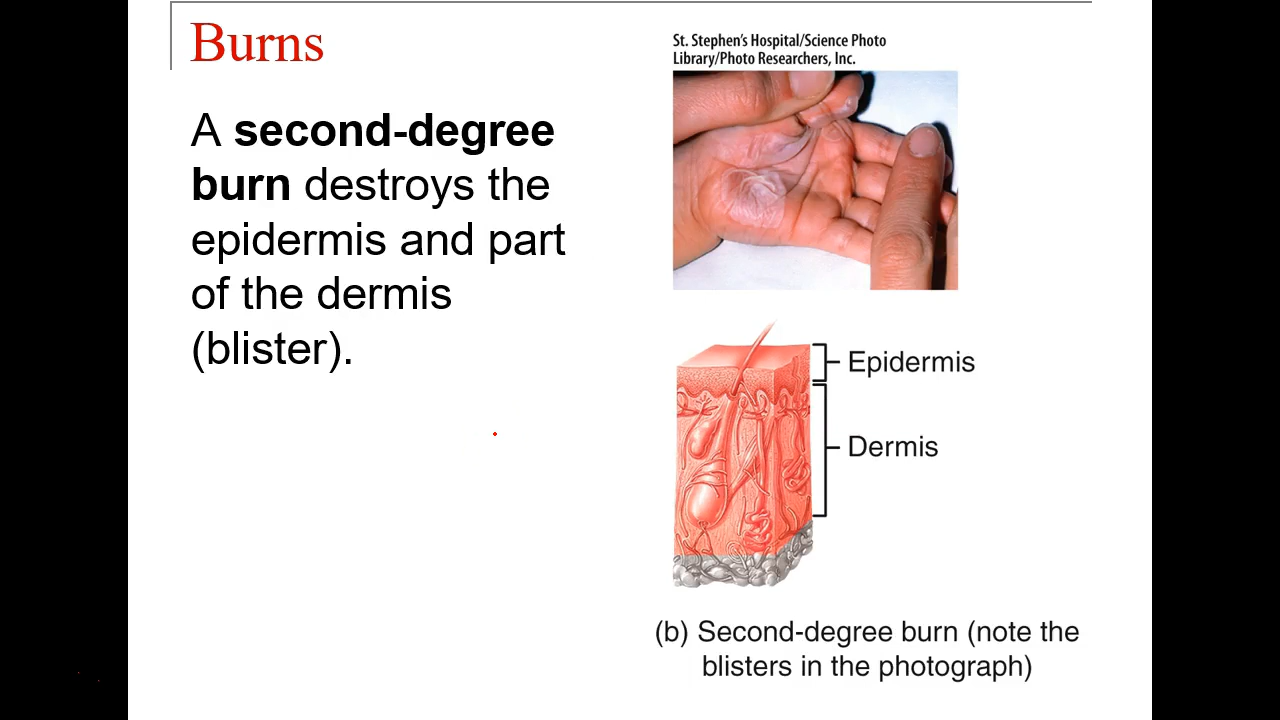 Burns
A second-degree
burn destroys the
epidermis and part
of the dermis
(blister).
St. Stephen's Hospital/Science Photo
Library/Photo Researchers, Inc.
Epidermis
Dermis
(b) Second-degree burn (note the
blisters in the photograph)